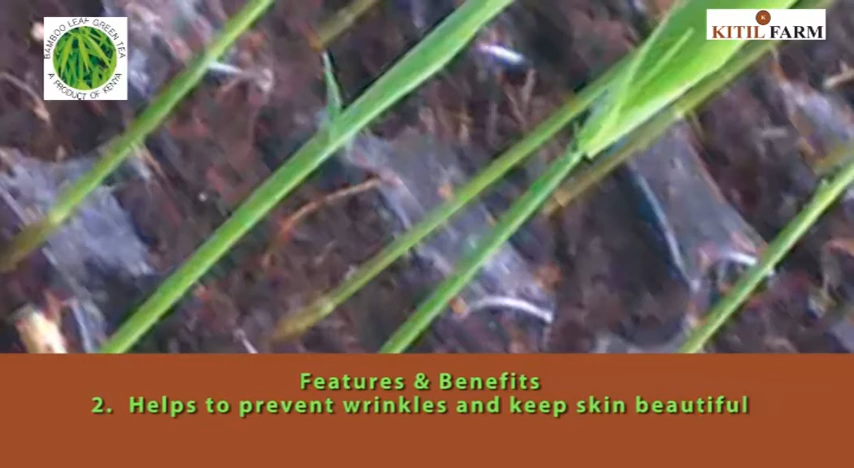 BAMBOO LEAF GREEN TEA
A PRODUCT OF KENYA
K
KITIL FARM
Features & Benefits
2. Helps to prevent wrinkles and keep skin beautiful